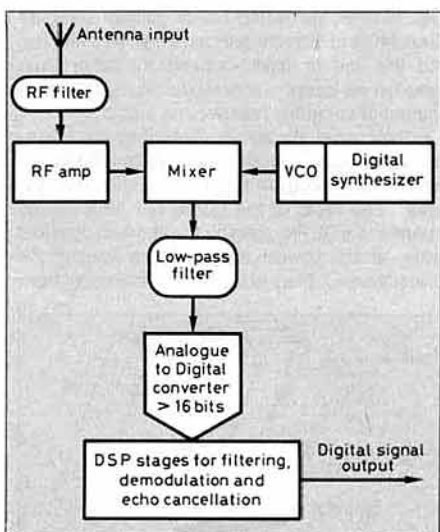 Antenna input
RF filter
RF amp
Mixer
VCO
Digital
synthesizer
Low-pass
filter
Analogue
to Digital
converter
> 16 bits
DSP stages for filtering,
demodulation and
echo cancellation
Digital signal
output